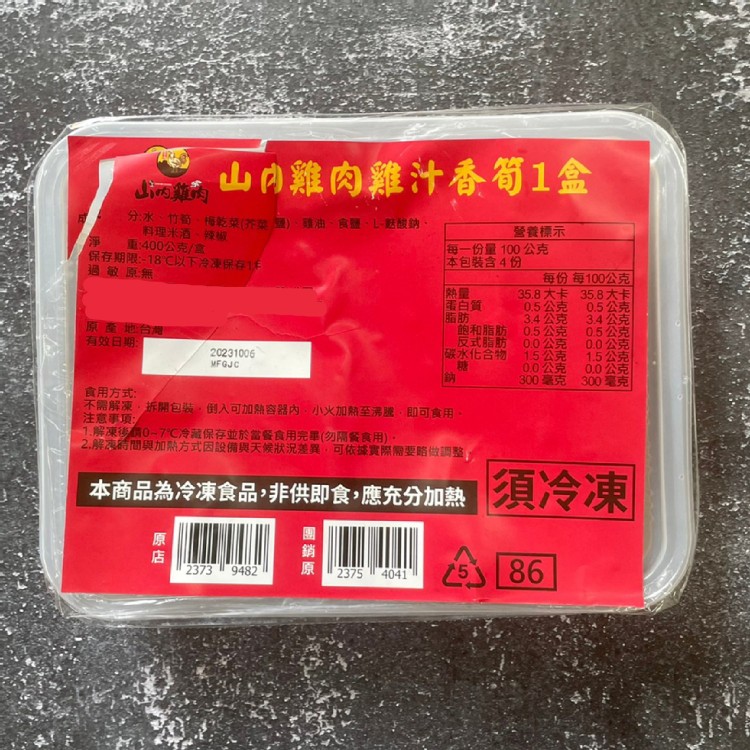 山內雞肉
山內雞肉雞汁香筍1盒
分:水、竹筍、梅乾菜(芥菜、鹽)、雞油、食鹽、L-麩酸鈉、
料理米酒、辣椒
淨 重:400公克/盒
保存期限:-18℃以下冷凍保存1年
過 敏 原:無
原 產 地:台灣
有效日期:
20231006
MFGJC
營養標示
每一份量 100 公克
本包裝含 4 份
每份 每100公克
熱量 35.8 大卡 35.8 大卡
蛋白質 0.5 公克 0.5 公克
脂肪 3.4 公克 3.4 公克
飽和脂肪 0.5 公克 0.5 公克
反式脂肪 0.0 公克 0.0 公克
碳水化合物 1.5 公克 1.5 公克
糖 0.0 公克 0.0 公克
鈉 300 毫克 300 毫克
食用方式:
不需解凍,拆開包裝,倒入可加熱容器內,小火加熱至沸騰,即可食用。
注意事項:
1.解凍後請0~7℃冷藏保存並於當餐食用完畢(勿隔餐食用)。
2.解凍時間與加熱方式因設備與天候狀況差異,可依據實際需要略做調整。
本商品為冷凍食品,非供即食,應充分加熱
須冷凍
原店
2373 9482
團銷原
2375 4041
5
86